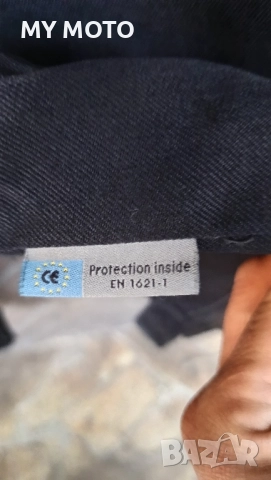 MY MOTO
CE
Protection inside
EN 1621-1
BAZAR